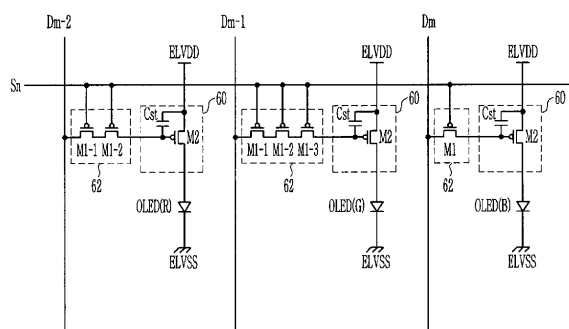 Dm-2 Dm-1 Dm
ELVDD ELVDD ELVDD
Sn
60 60 60
Cst Cst Cst
M1-1 M1-2 M2 M1-1 M1-2 M1-3 M2 M1 M2
62 62 62
OLED(R) OLED(G) OLED(B)
ELVSS ELVSS ELVSS